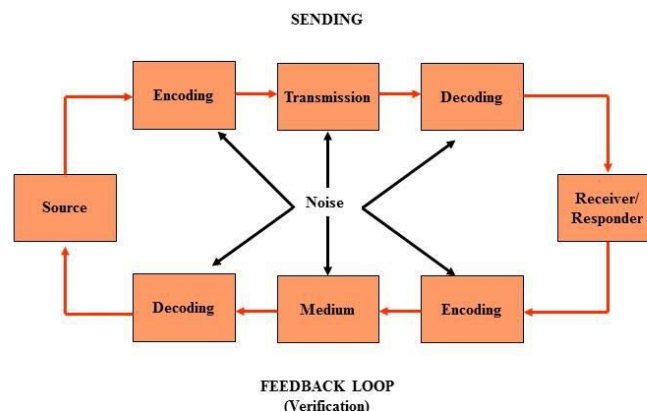 SENDING
Encoding
Transmission
Decoding
Source
Noise
Receiver/
Responder
Decoding
Medium
Encoding
FEEDBACK LOOP
(Verification)